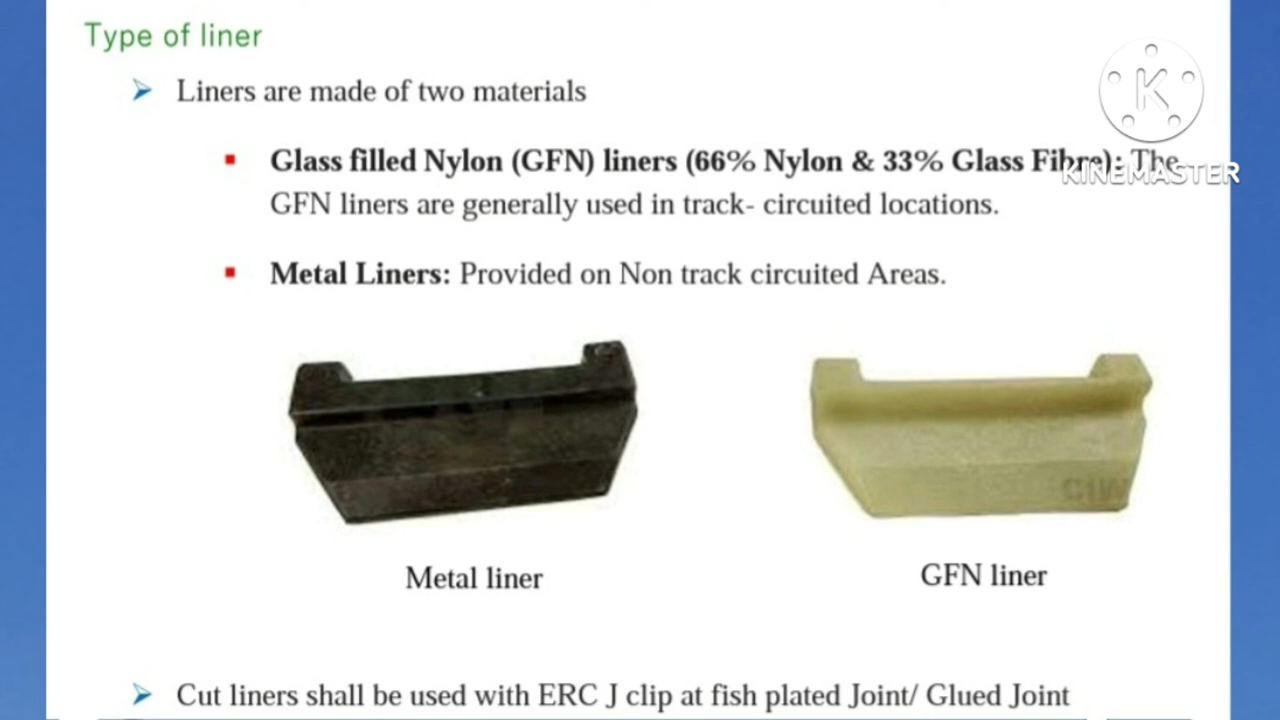 Type of liner
➤ Liners are made of two materials
▪ Glass filled Nylon (GFN) liners (66% Nylon & 33% Glass Fibre): The
GFN liners are generally used in track- circuited locations.
▪ Metal Liners: Provided on Non track circuited Areas.
K
KINEMASTER
CIW
Metal liner
GFN liner
➤ Cut liners shall be used with ERC J clip at fish plated Joint/ Glued Joint